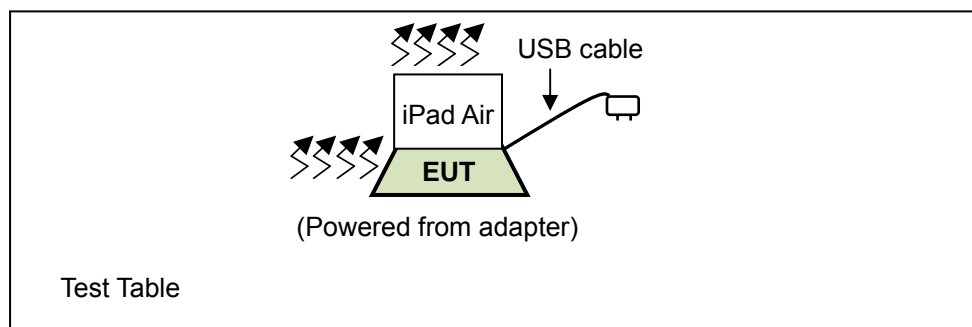 USB cable
iPad Air
EUT
(Powered from adapter)
Test Table